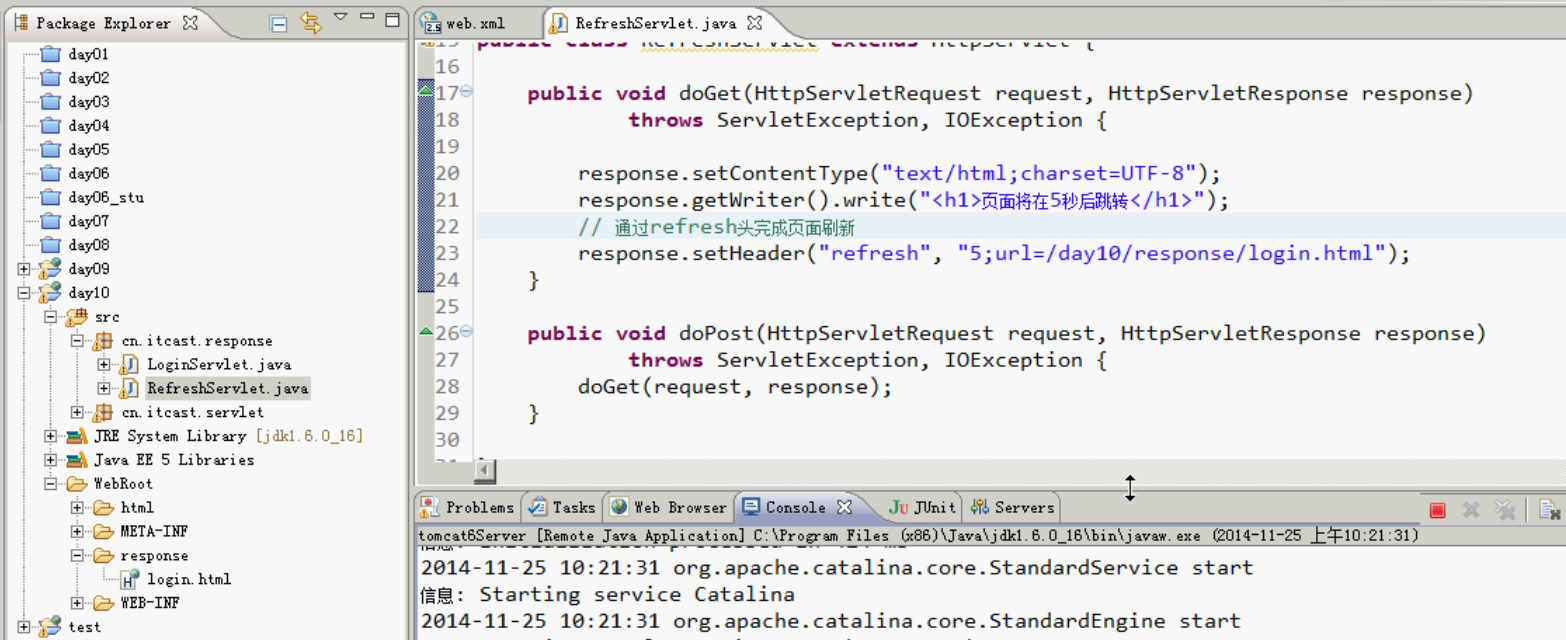 Package Explorer
day01
day02
day03
day04
day05
day06
day06_stu
day07
day08
day09
day10
src
cn.itcast.response
LoginServlet.java
RefreshServlet.java
cn.itcast.servlet
JRE System Library [jdk1.6.0_16]
Java EE 5 Libraries
WebRoot
html
META-INF
response
login.html
WEB-INF
test
web.xml RefreshServlet.java
15 public class RefreshServlet extends HttpServlet {
16
17 public void doGet(HttpServletRequest request, HttpServletResponse response)
18 throws ServletException, IOException {
19
20 response.setContentType("text/html;charset=UTF-8");
21 response.getWriter().write("<h1>页面将在5秒后跳转</h1>");
22 // 通过refresh头完成页面刷新
23 response.setHeader("refresh", "5;url=/day10/response/login.html");
24 }
25
26 public void doPost(HttpServletRequest request, HttpServletResponse response)
27 throws ServletException, IOException {
28 doGet(request, response);
29 }
30
Problems Tasks Web Browser Console JUnit Servers
tomcat6Server [Remote Java Application] C:\Program Files (x86)\Java\jdk1.6.0_16\bin\javaw.exe (2014-11-25 上午10:21:31)
2014-11-25 10:21:31 org.apache.catalina.core.StandardService start
信息: Starting service Catalina
2014-11-25 10:21:31 org.apache.catalina.core.StandardEngine start